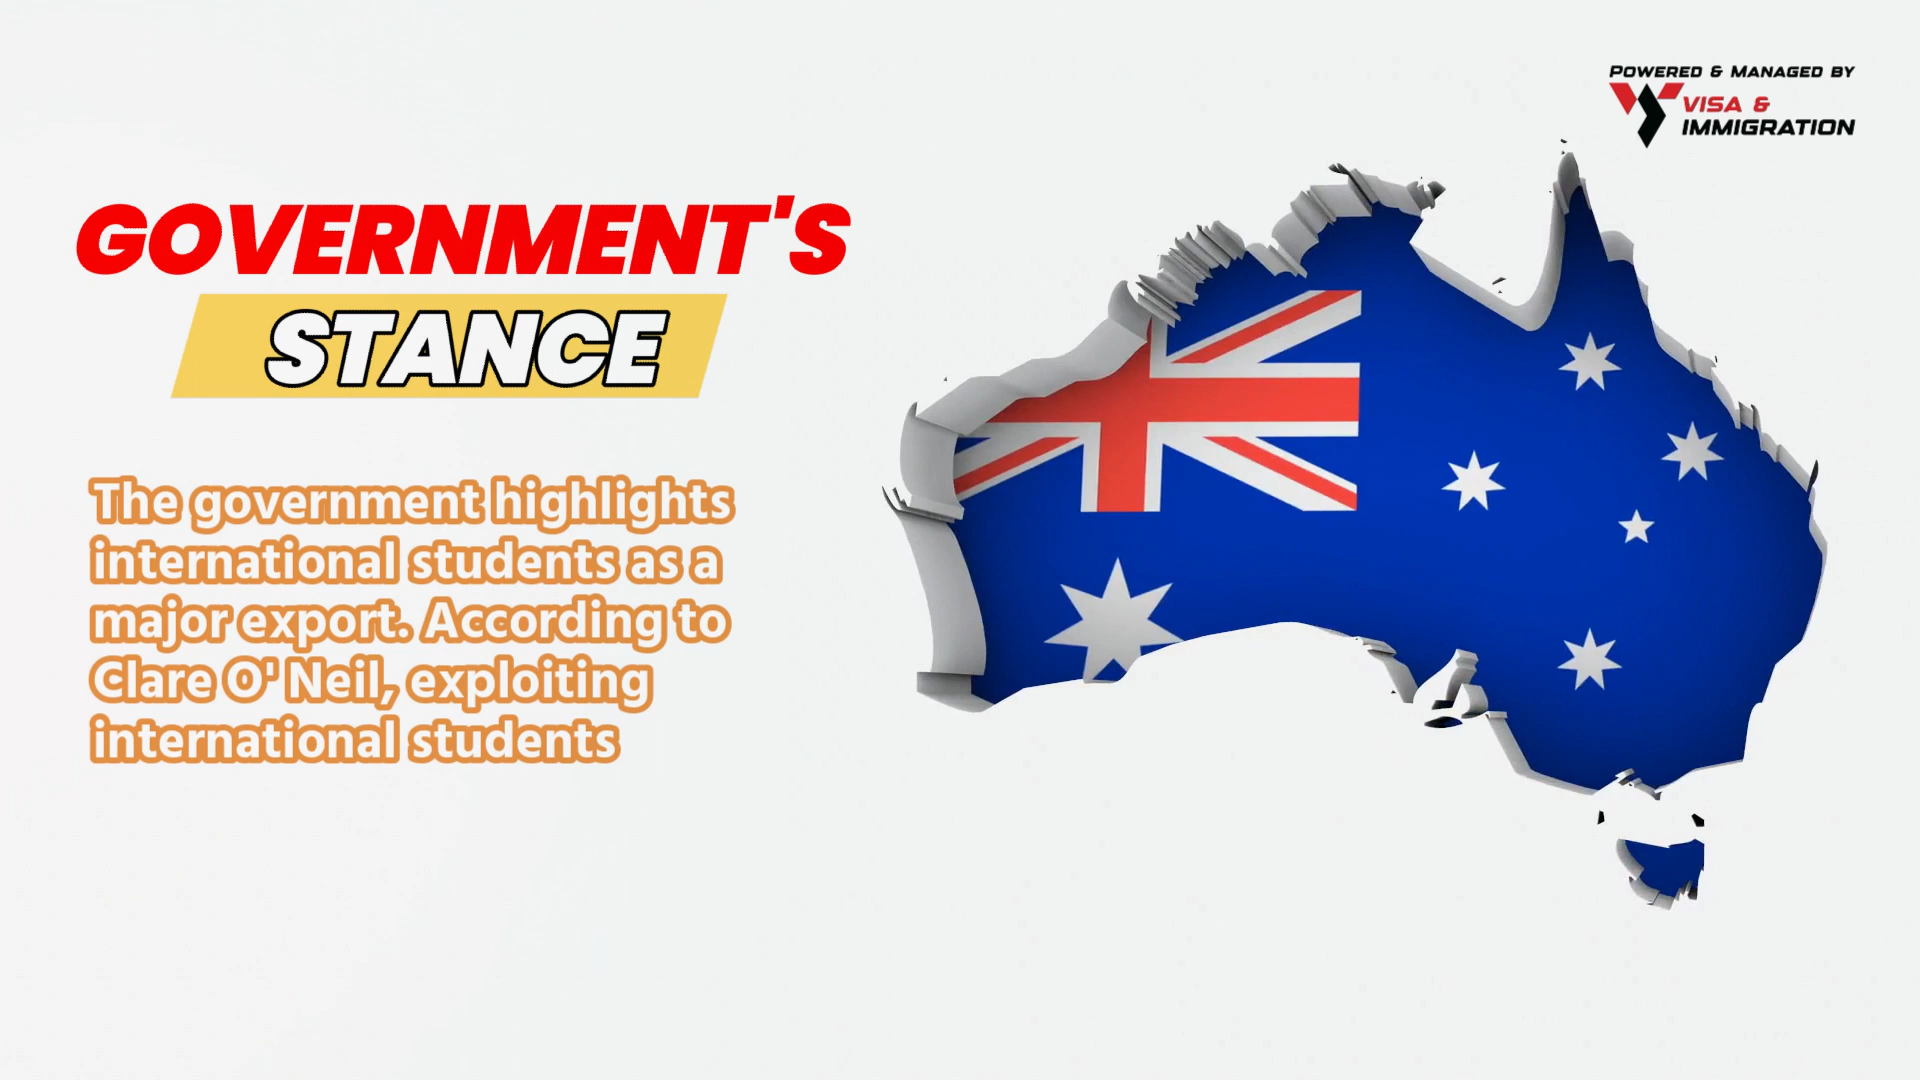 POWERED & MANAGED BY
VISA &
IMMIGRATION
GOVERNMENT'S
STANCE
The government highlights
international students as a
major export. According to
Clare O' Neil, exploiting
international students